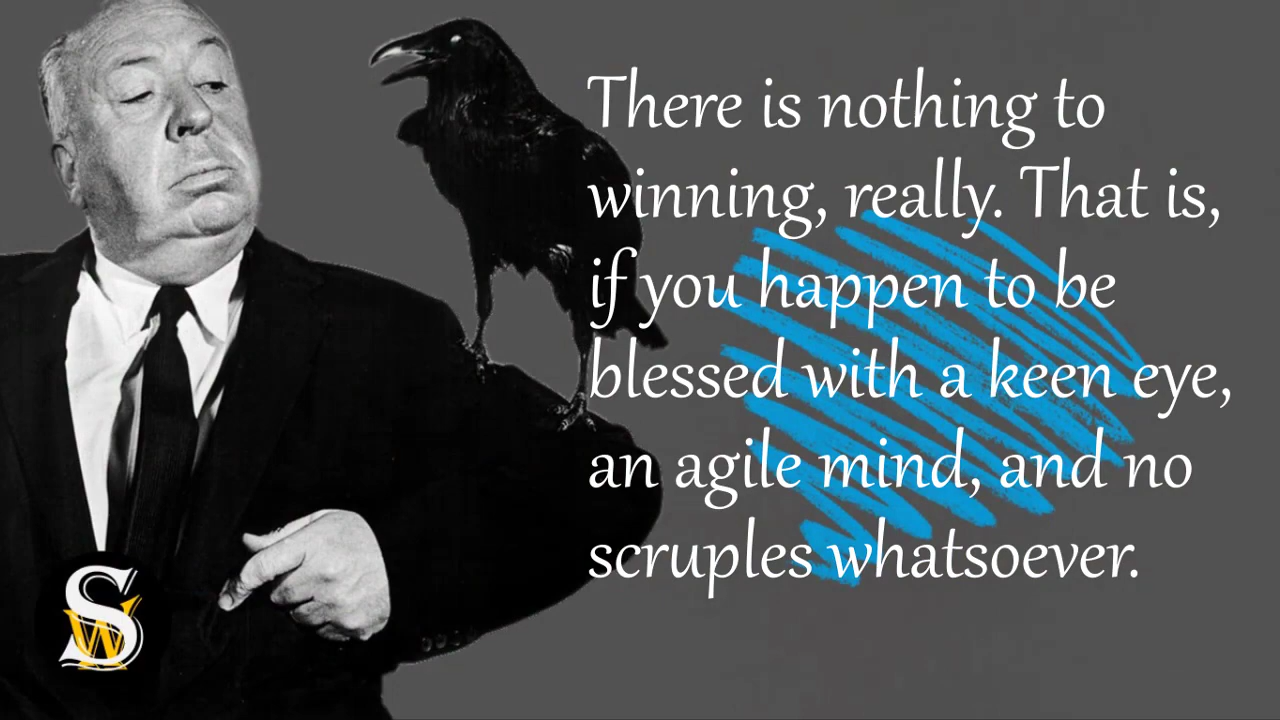 There is nothing to
winning, really. That is,
if you happen to be
blessed with a keen eye,
an agile mind, and no
scruples whatsoever.
SW